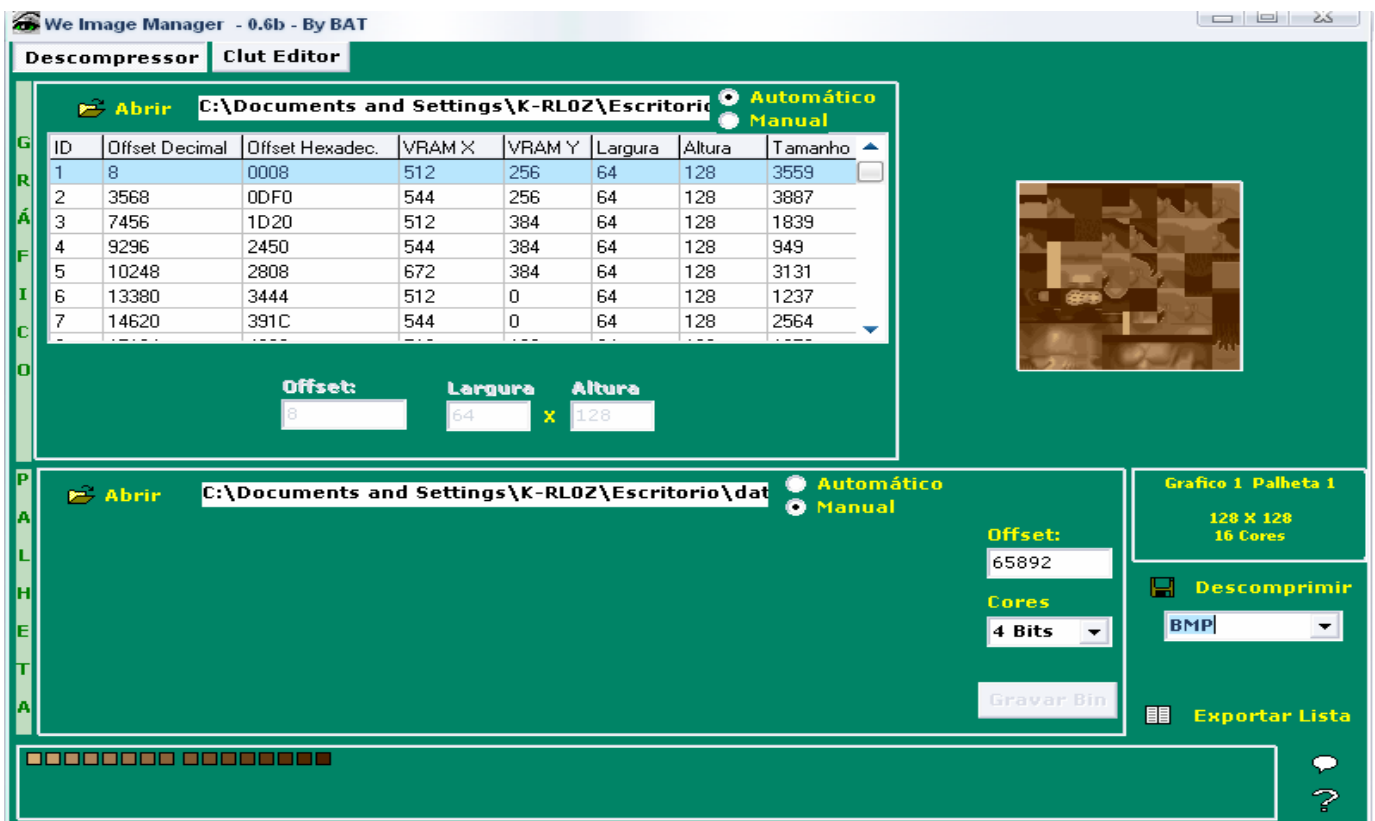 We Image Manager - 0.6b - By BAT
Descompressor Clut Editor
GRÁFICO
Abrir C:\Documents and Settings\K-RL0Z\Escritorio
Automático
Manual
ID Offset Decimal Offset Hexadec. VRAM X VRAM Y Largura Altura Tamanho
1 8 0008 512 256 64 128 3559
2 3568 0DF0 544 256 64 128 3887
3 7456 1D20 512 384 64 128 1839
4 9296 2450 544 384 64 128 949
5 10248 2808 672 384 64 128 3131
6 13380 3444 512 0 64 128 1237
7 14620 391C 544 0 64 128 2564
Offset: Largura Altura
8 64 x 128
PALHETA
Abrir C:\Documents and Settings\K-RL0Z\Escritorio\dat
Automático
Manual
Offset:
65892
Cores
4 Bits
Gravar Bin
Grafico 1 Palheta 1
128 X 128
16 Cores
Descomprimir
BMP
Exportar Lista
?